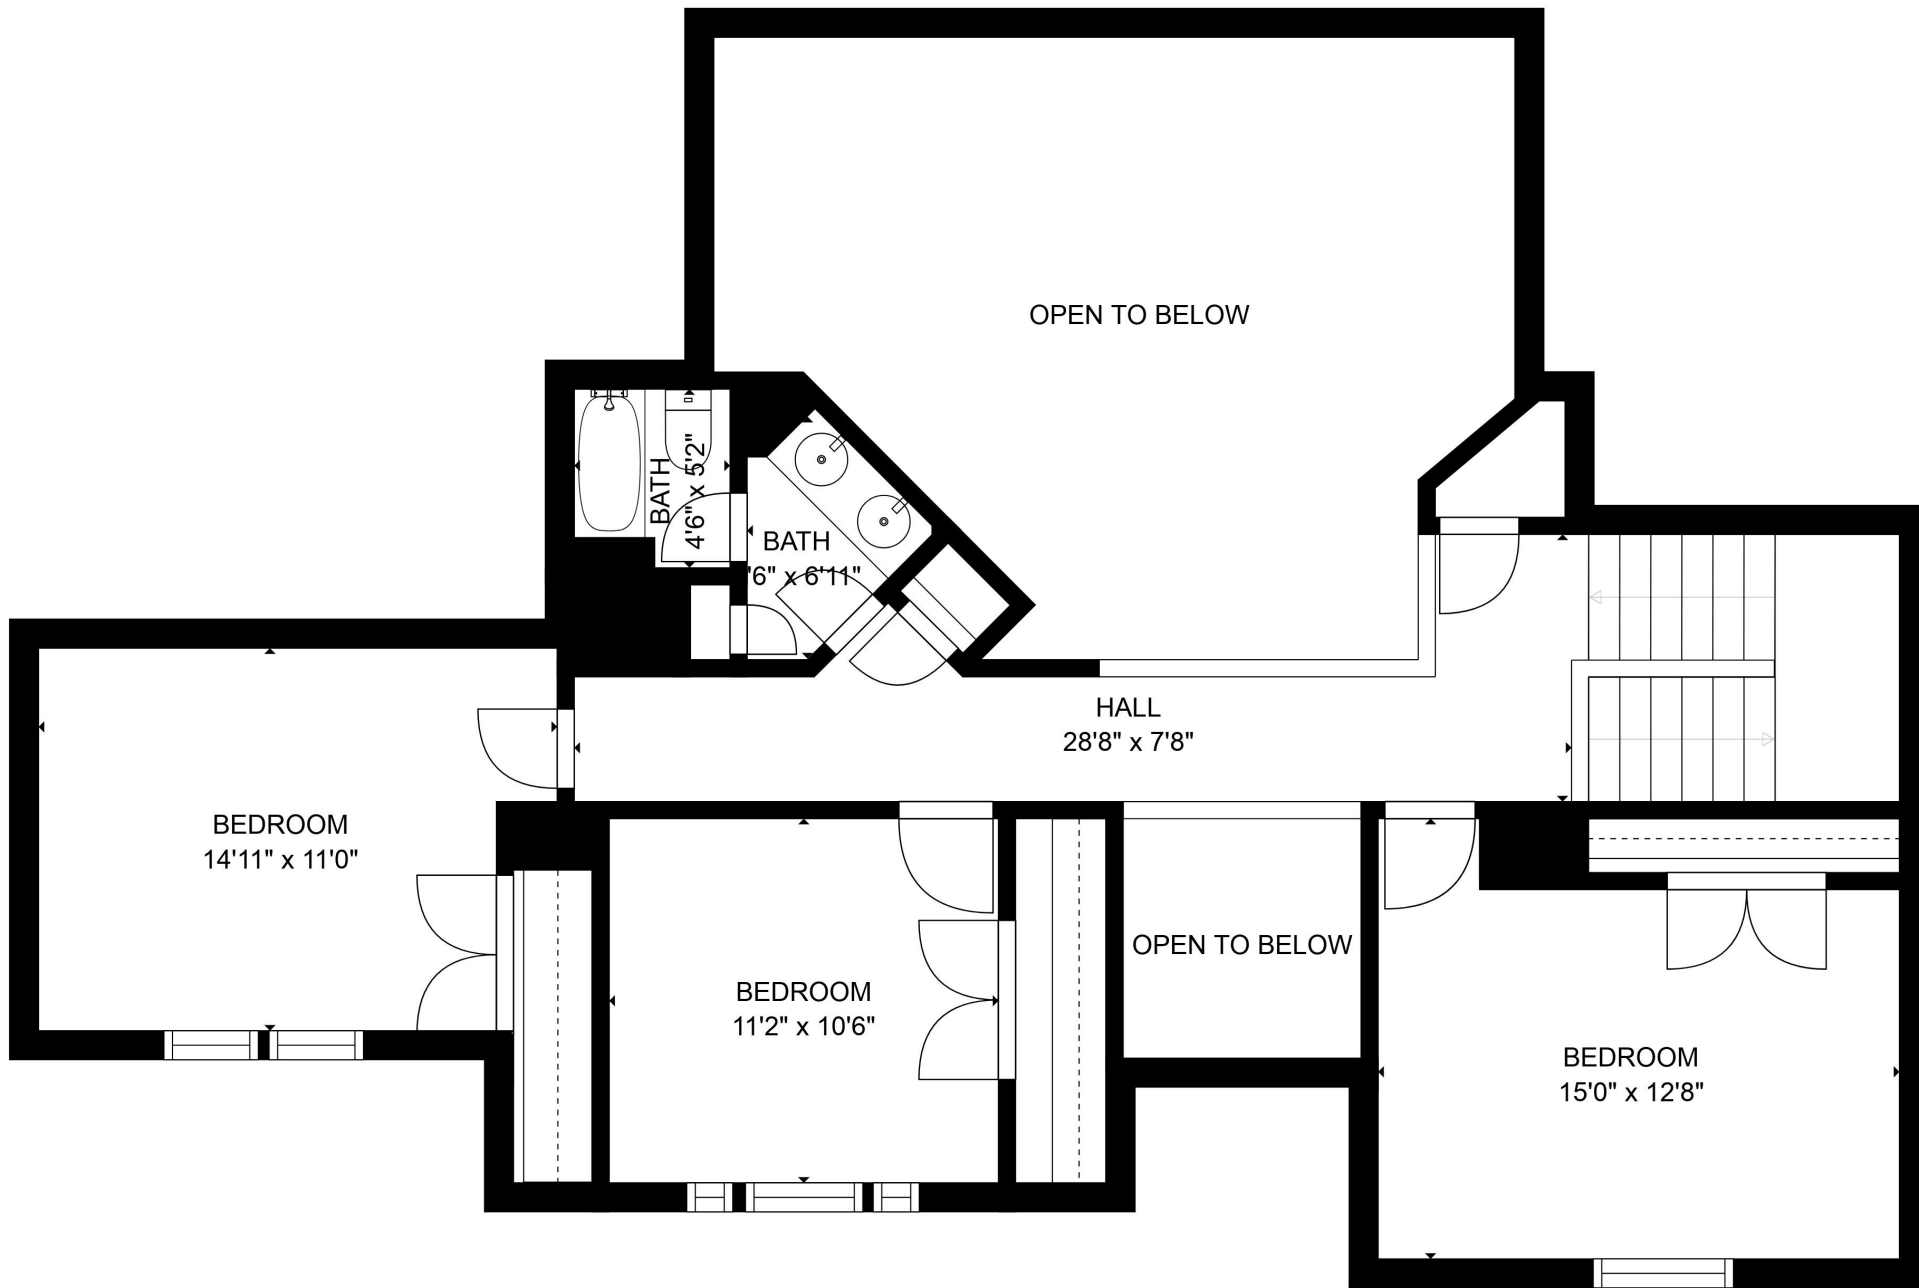 OPEN TO BELOW
BATH
4'6" x 5'2"
BATH
'6" x 6'11"
HALL
28'8" x 7'8"
BEDROOM
14'11" x 11'0"
BEDROOM
11'2" x 10'6"
OPEN TO BELOW
BEDROOM
15'0" x 12'8"